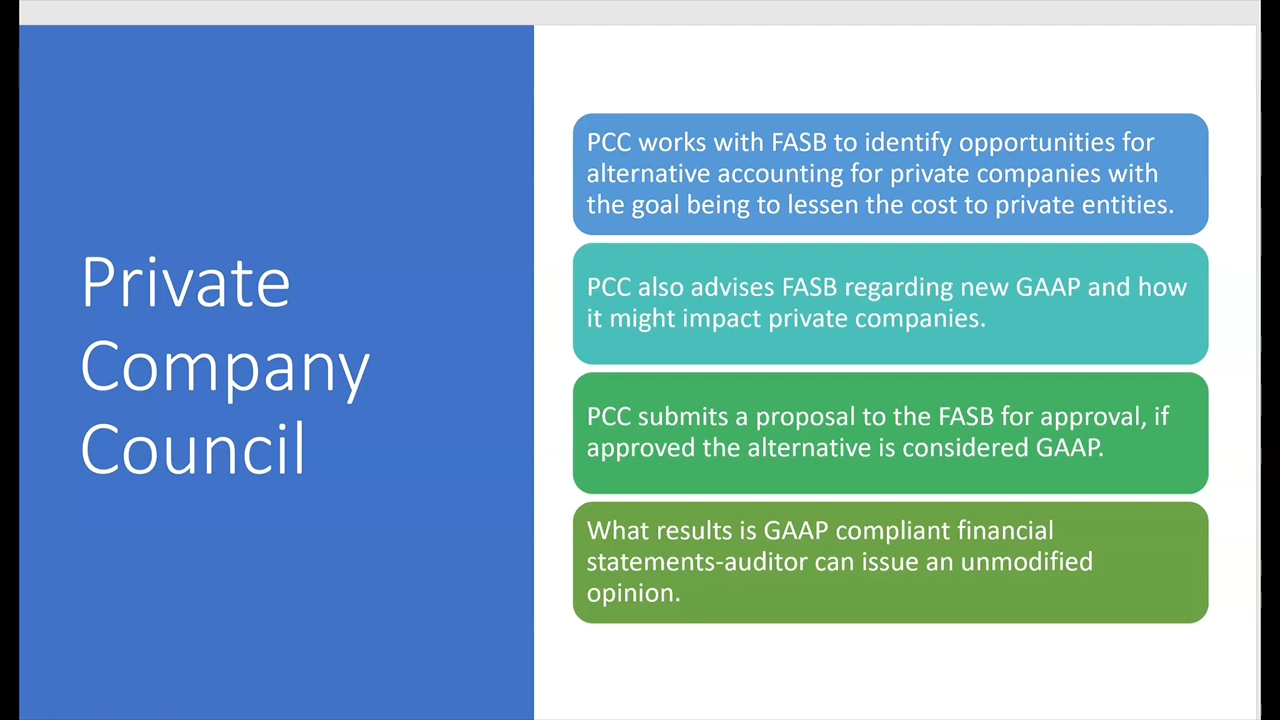 Private
Company
Council
PCC works with FASB to identify opportunities for
alternative accounting for private companies with
the goal being to lessen the cost to private entities.
PCC also advises FASB regarding new GAAP and how
it might impact private companies.
PCC submits a proposal to the FASB for approval, if
approved the alternative is considered GAAP.
What results is GAAP compliant financial
statements-auditor can issue an unmodified
opinion.